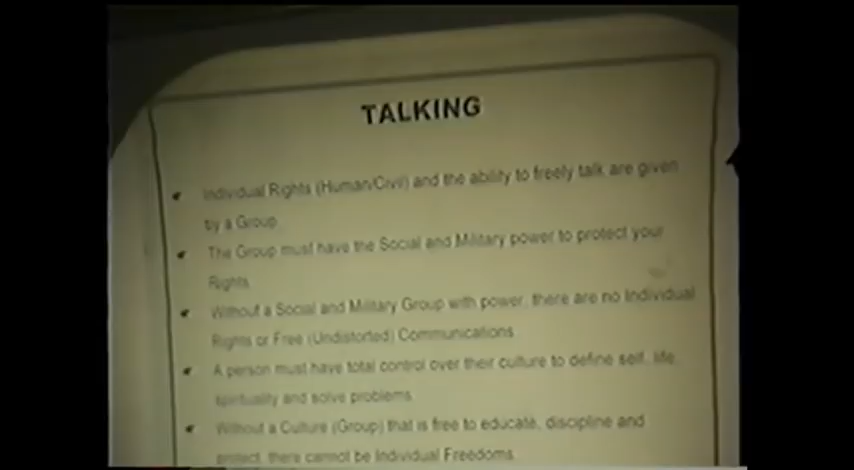 TALKING
Individual Rights (Human/Civil) and the ability to freely talk are given
by a Group
The Group must have the Social and Military power to protect your
Rights
Without a Social and Military Group with power, there are no Individual
Rights or Free (Undistorted) Communications
A person must have total control over their culture to define self, life,
spirituality and solve problems
Without a Culture (Group) that is free to educate, discipline and
protect, there cannot be Individual Freedoms.